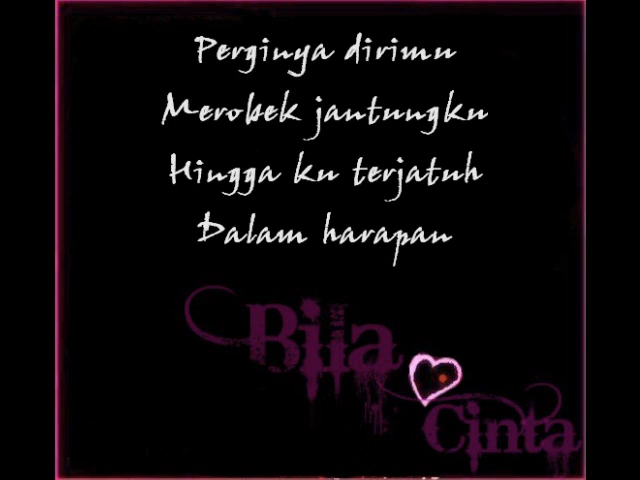 Perginya dirimu
Merobek jantungku
Hingga ku terjatuh
Dalam harapan
Bila
Cinta